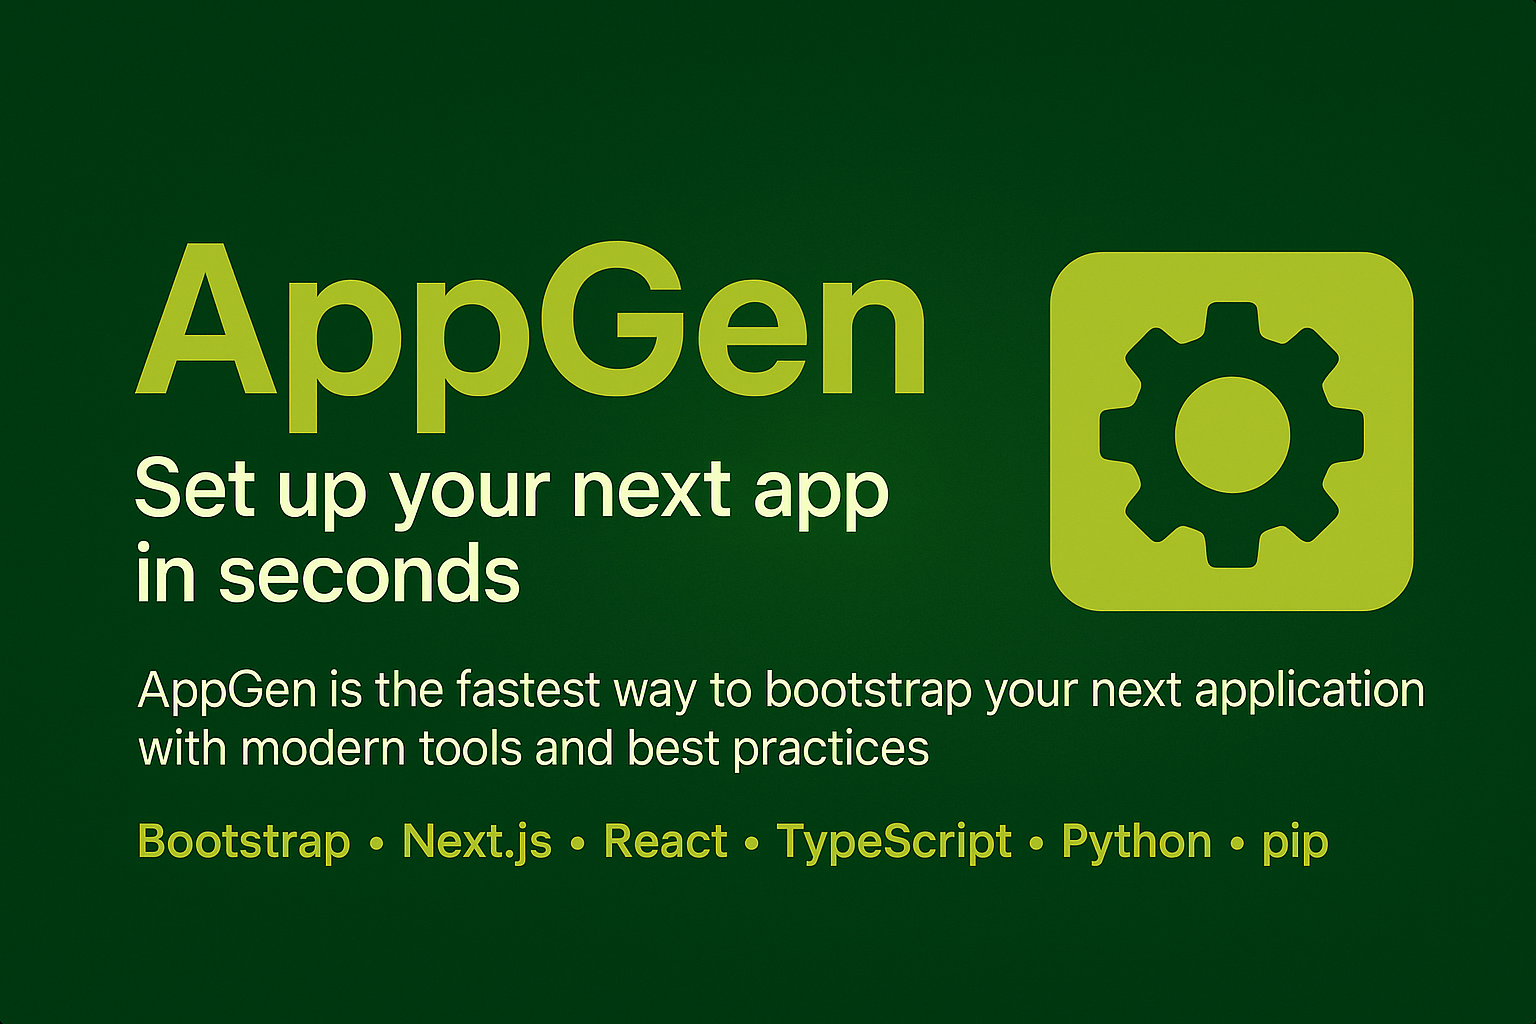 AppGen
Set up your next app
in seconds
AppGen is the fastest way to bootstrap your next application
with modern tools and best practices
Bootstrap • Next.js • React • TypeScript • Python • pip